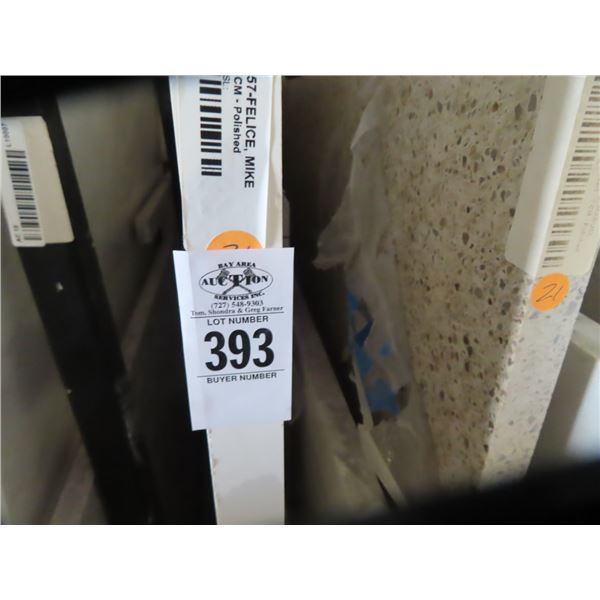 57-FELICE, MIKE
CM - Polished
SL:
BAY AREA
AUCTION
SERVICES INC.
(727) 548-9303
Tom, Shondra & Greg Farner
LOT NUMBER
393
BUYER NUMBER
21